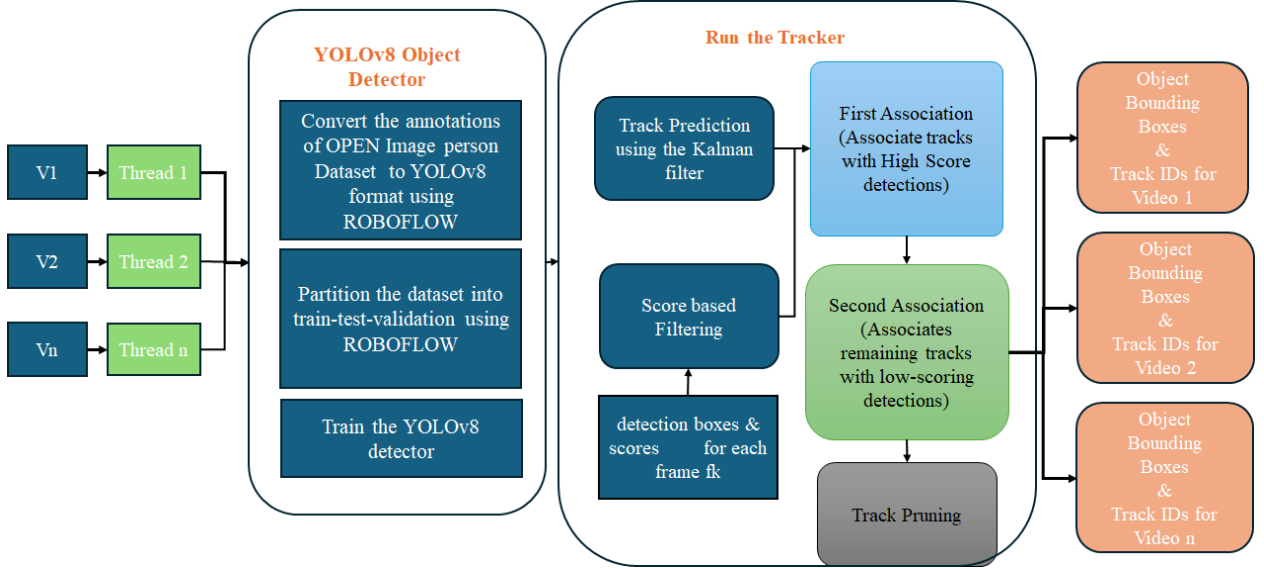 V1
Thread 1
V2
Thread 2
Vn
Thread n
YOLOv8 Object
Detector
Convert the annotations
of OPEN Image person
Dataset to YOLOv8
format using
ROBOFLOW
Partition the dataset into
train-test-validation using
ROBOFLOW
Train the YOLOv8
detector
Run the Tracker
Track Prediction
using the Kalman
filter
Score based
Filtering
detection boxes &
scores for each
frame fk
First Association
(Associate tracks
with High Score
detections)
Second Association
(Associates
remaining tracks
with low-scoring
detections)
Track Pruning
Object
Bounding
Boxes
&
Track IDs for
Video 1
Object
Bounding
Boxes
&
Track IDs for
Video 2
Object
Bounding
Boxes
&
Track IDs for
Video n